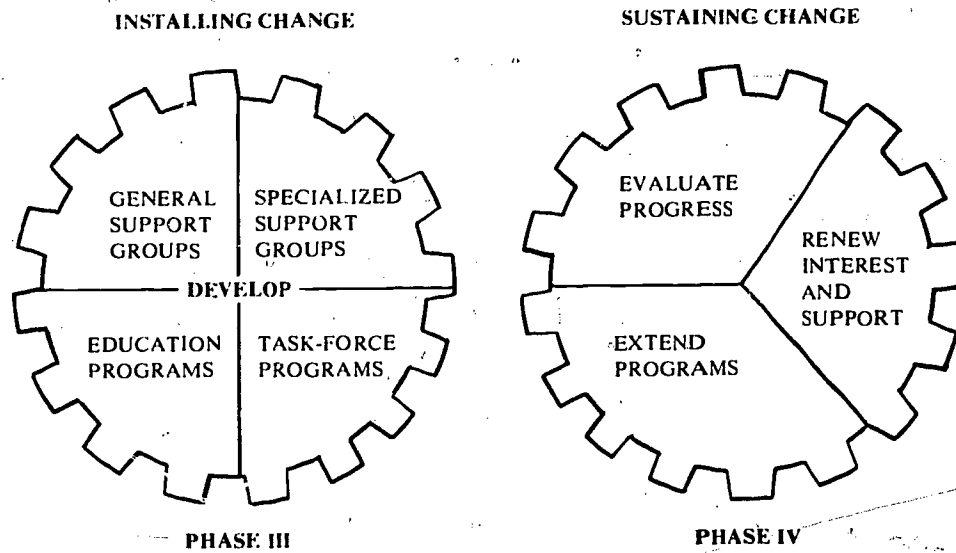 INSTALLING CHANGE
GENERAL
SUPPORT
GROUPS
SPECIALIZED
SUPPORT
GROUPS
DEVELOP
EDUCATION
PROGRAMS
TASK-FORCE
PROGRAMS
PHASE III
SUSTAINING CHANGE
EVALUATE
PROGRESS
RENEW
INTEREST
AND
SUPPORT
EXTEND
PROGRAMS
PHASE IV